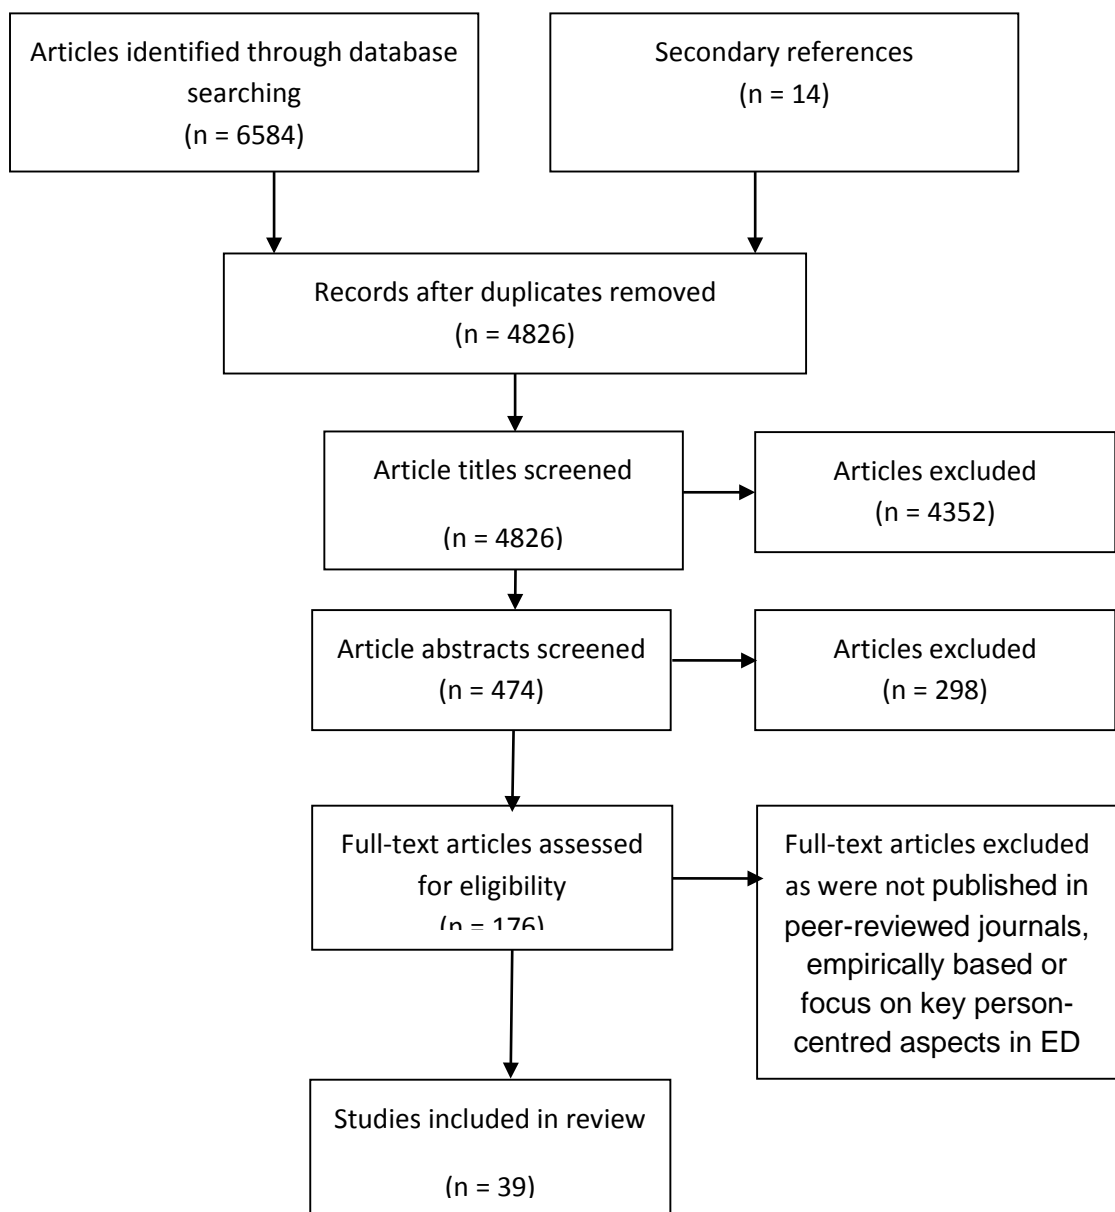 Articles identified through database
searching
(n = 6584)
Secondary references
(n = 14)
Records after duplicates removed
(n = 4826)
Article titles screened
(n = 4826)
Articles excluded
(n = 4352)
Article abstracts screened
(n = 474)
Articles excluded
(n = 298)
Full-text articles assessed
for eligibility
(n = 176)
Full-text articles excluded
as were not published in
peer-reviewed journals,
empirically based or
focus on key person-
centred aspects in ED
Studies included in review
(n = 39)